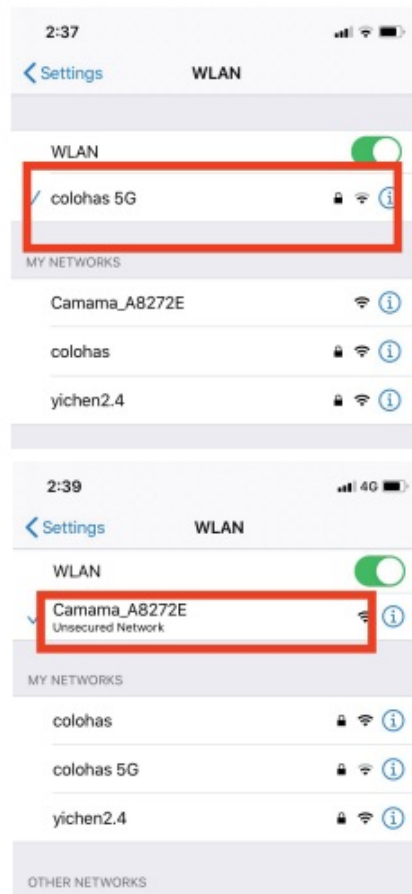 2:37
Settings WLAN
WLAN
colohas 5G
MY NETWORKS
Camama_A8272E
colohas
yichen2.4
2:39 4G
Settings WLAN
WLAN
Camama_A8272E
Unsecured Network
MY NETWORKS
colohas
colohas 5G
yichen2.4
OTHER NETWORKS